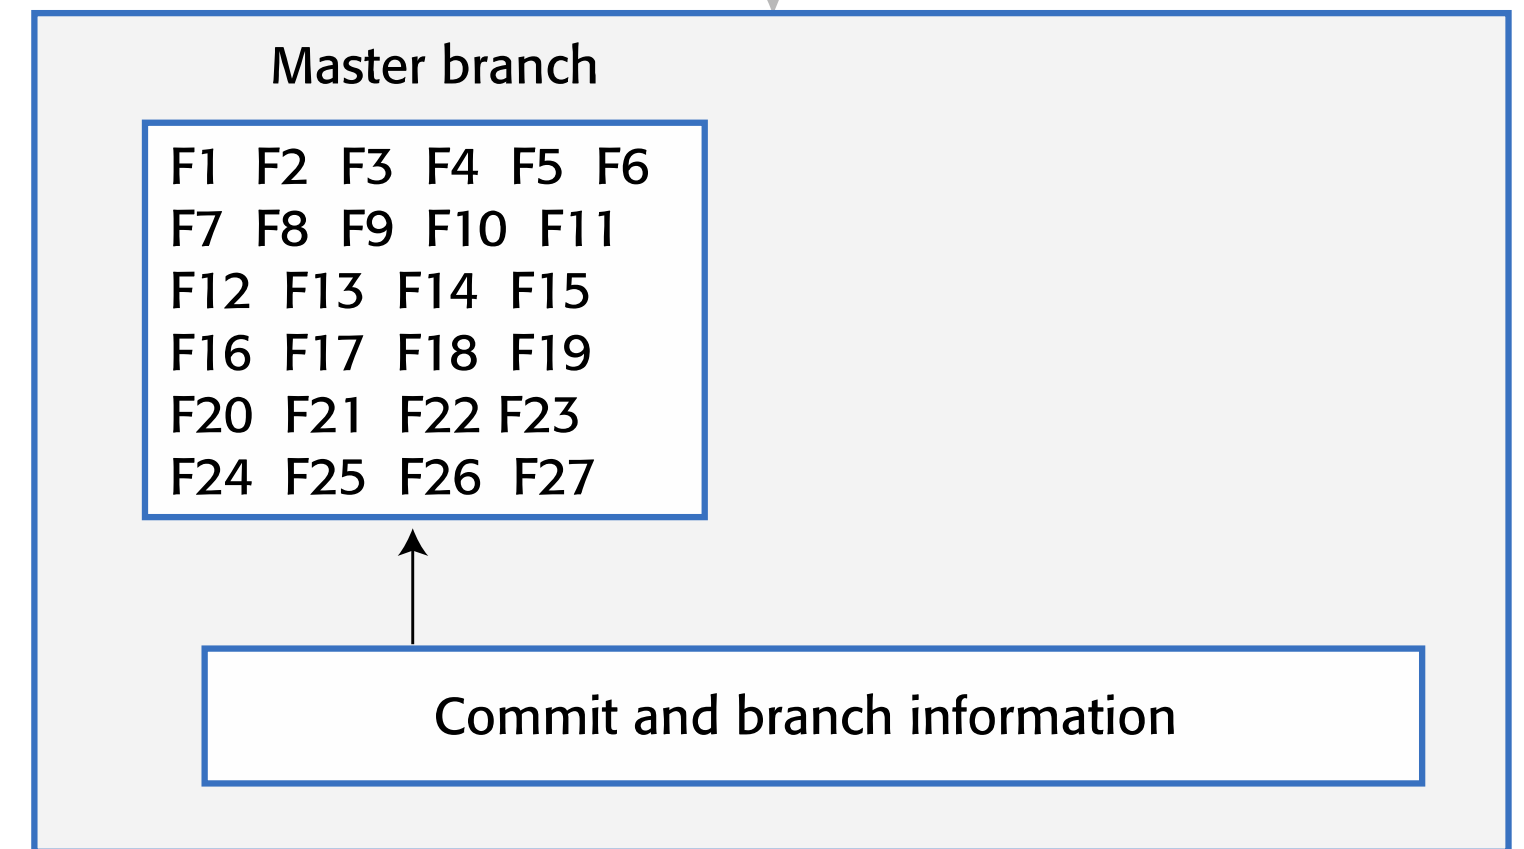 Master branch
F1 F2 F3 F4 F5 F6
F7 F8 F9 F10 F11
F12 F13 F14 F15
F16 F17 F18 F19
F20 F21 F22 F23
F24 F25 F26 F27
Commit and branch information